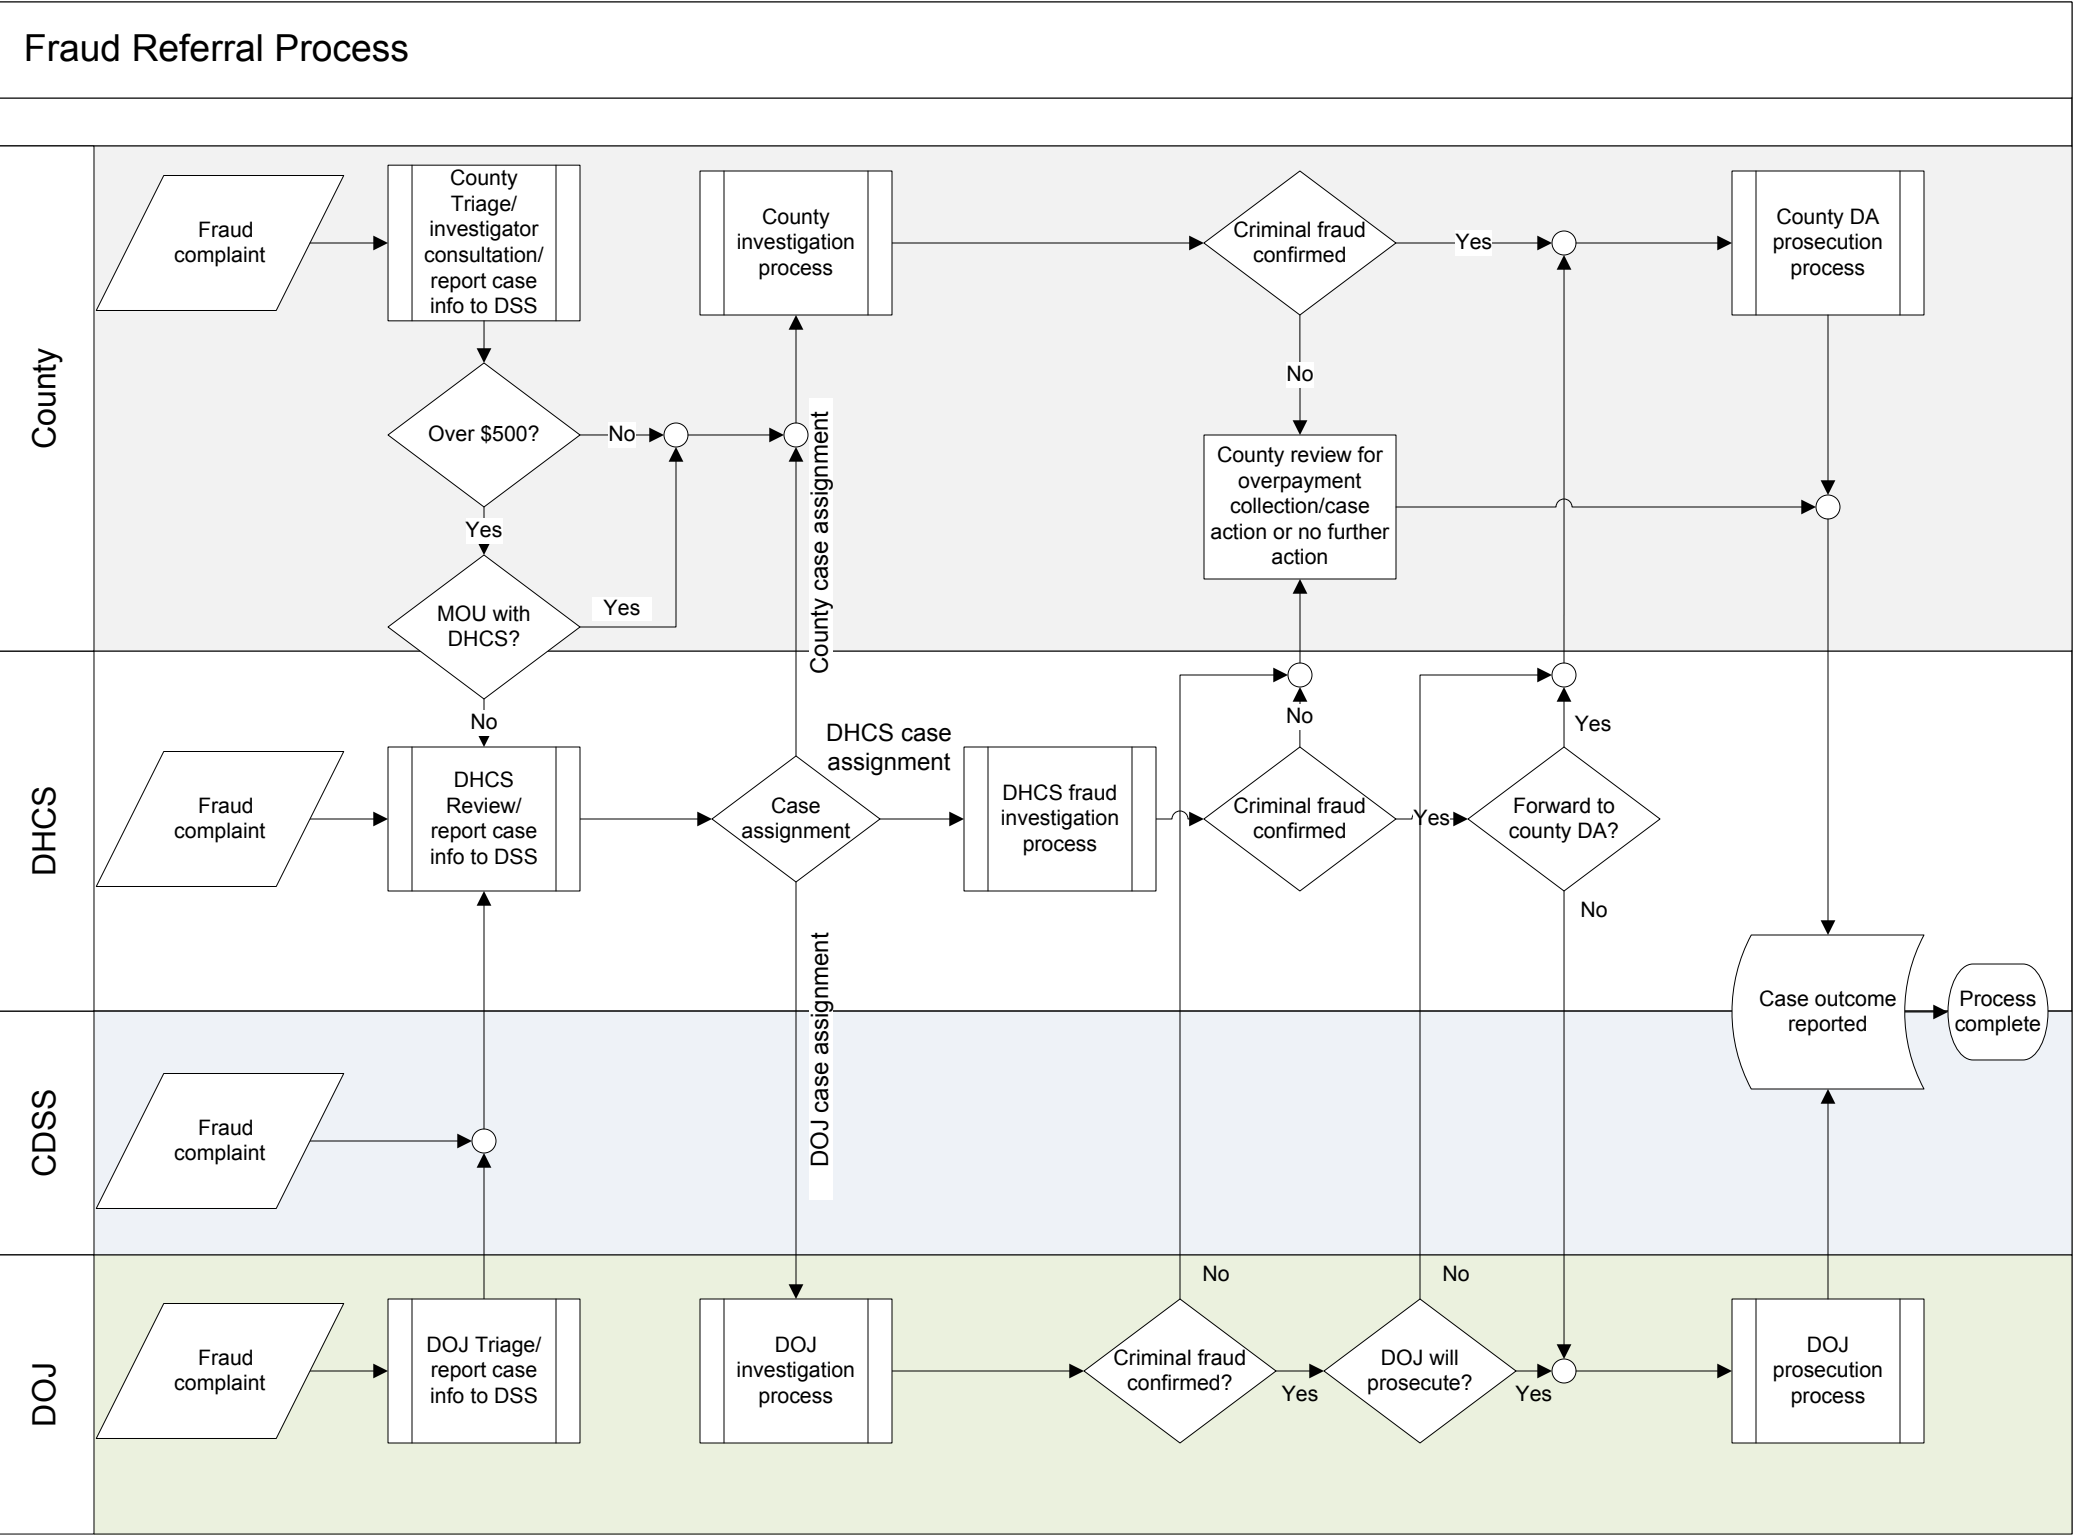 Fraud Referral Process
County
Fraud
complaint
County
Triage/
investigator
consultation/
report case
info to DSS
County
investigation
process
Criminal fraud
confirmed
Yes
County DA
prosecution
process
Over $500?
No
No
Yes
County case assignment
County review for
overpayment
collection/case
action or no further
action
MOU with
DHCS?
Yes
No
DHCS
Fraud
complaint
DHCS
Review/
report case
info to DSS
Case
assignment
DHCS case
assignment
DHCS fraud
investigation
process
No
Criminal fraud
confirmed
Yes
Yes
Forward to
county DA?
No
DOJ case assignment
Case outcome
reported
Process
complete
CDSS
Fraud
complaint
DOJ
Fraud
complaint
DOJ Triage/
report case
info to DSS
DOJ
investigation
process
No
Criminal fraud
confirmed?
Yes
No
DOJ will
prosecute?
Yes
DOJ
prosecution
process